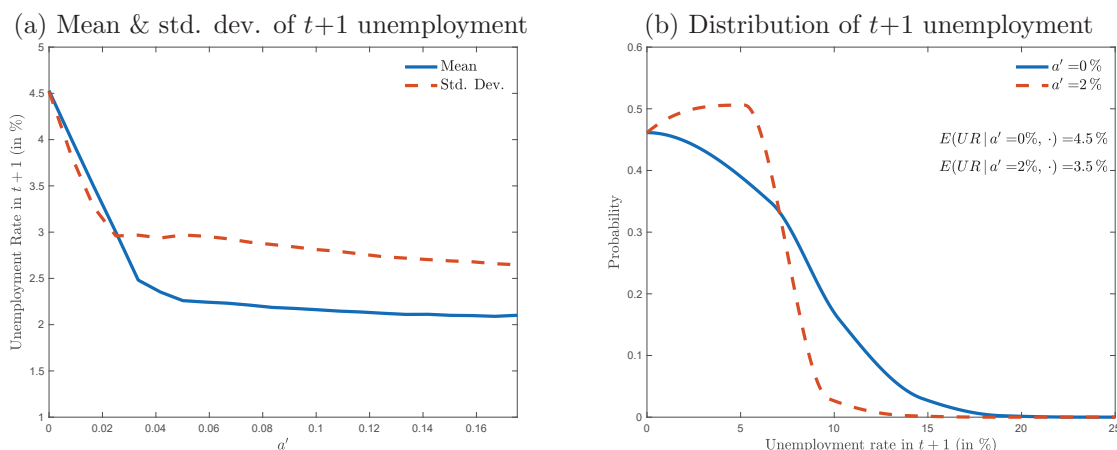 (a) Mean & std. dev. of t+1 unemployment
5
4.5
4
3.5
3
2.5
2
1.5
1
0
0.02
0.04
0.06
0.08
0.1
0.12
0.14
0.16
Unemployment Rate in t + 1 (in %)
a′
Mean
Std. Dev.
(b) Distribution of t+1 unemployment
0.6
0.5
0.4
0.3
0.2
0.1
0
0
5
10
15
20
25
Probability
Unemployment rate in t + 1 (in %)
a′ =0%
a′ =2%
E(UR | a′ =0%, ·) =4.5%
E(UR | a′ =2%, ·) =3.5%